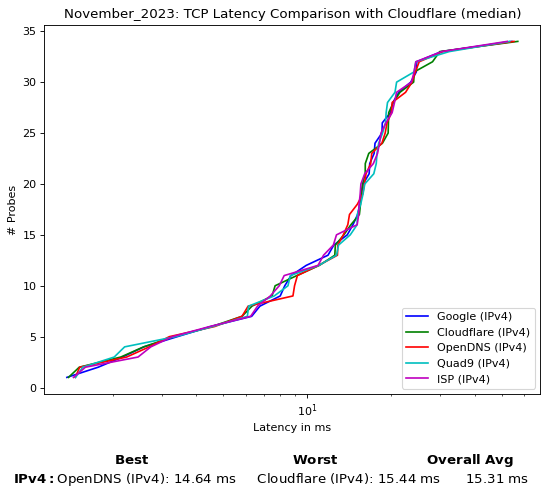 November_2023: TCP Latency Comparison with Cloudflare (median)
35
30
25
20
15
10
5
0
# Probes
Google (IPv4)
Cloudflare (IPv4)
OpenDNS (IPv4)
Quad9 (IPv4)
ISP (IPv4)
10¹
Latency in ms
Best Worst Overall Avg
IPv4: OpenDNS (IPv4): 14.64 ms Cloudflare (IPv4): 15.44 ms 15.31 ms